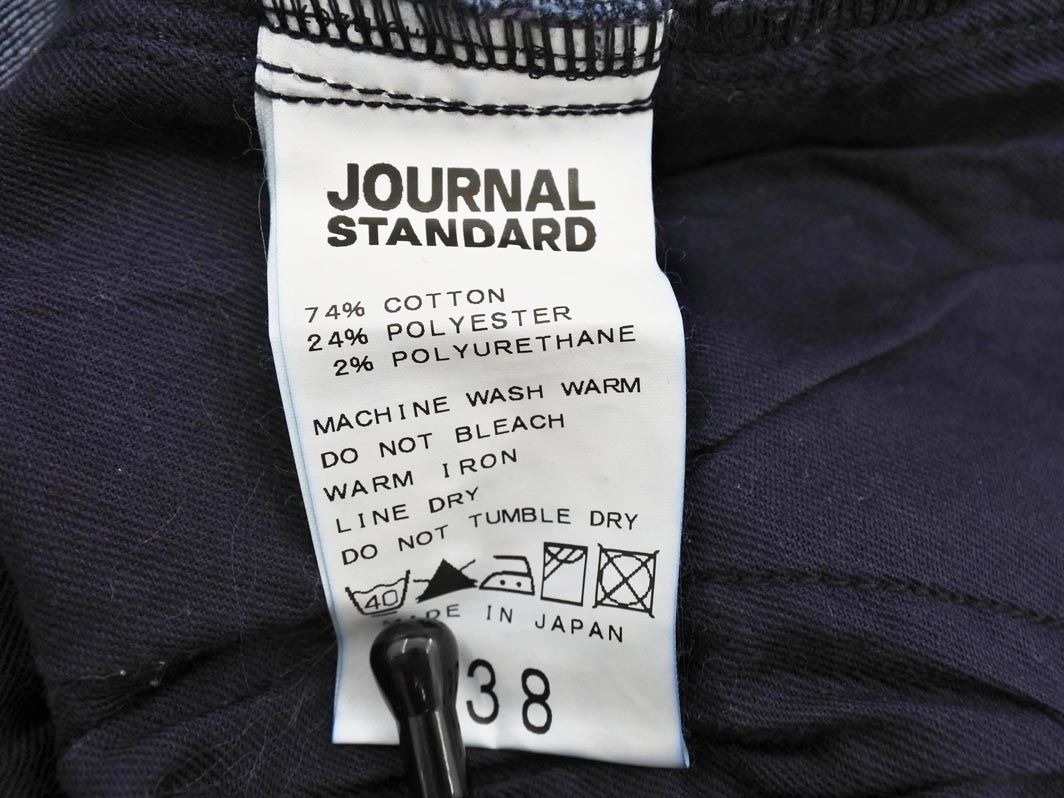 JOURNAL
STANDARD
74% COTTON
24% POLYESTER
2% POLYURETHANE
MACHINE WASH WARM
DO NOT BLEACH
WARM IRON
LINE DRY
DO NOT TUMBLE DRY
40
MADE IN JAPAN
38